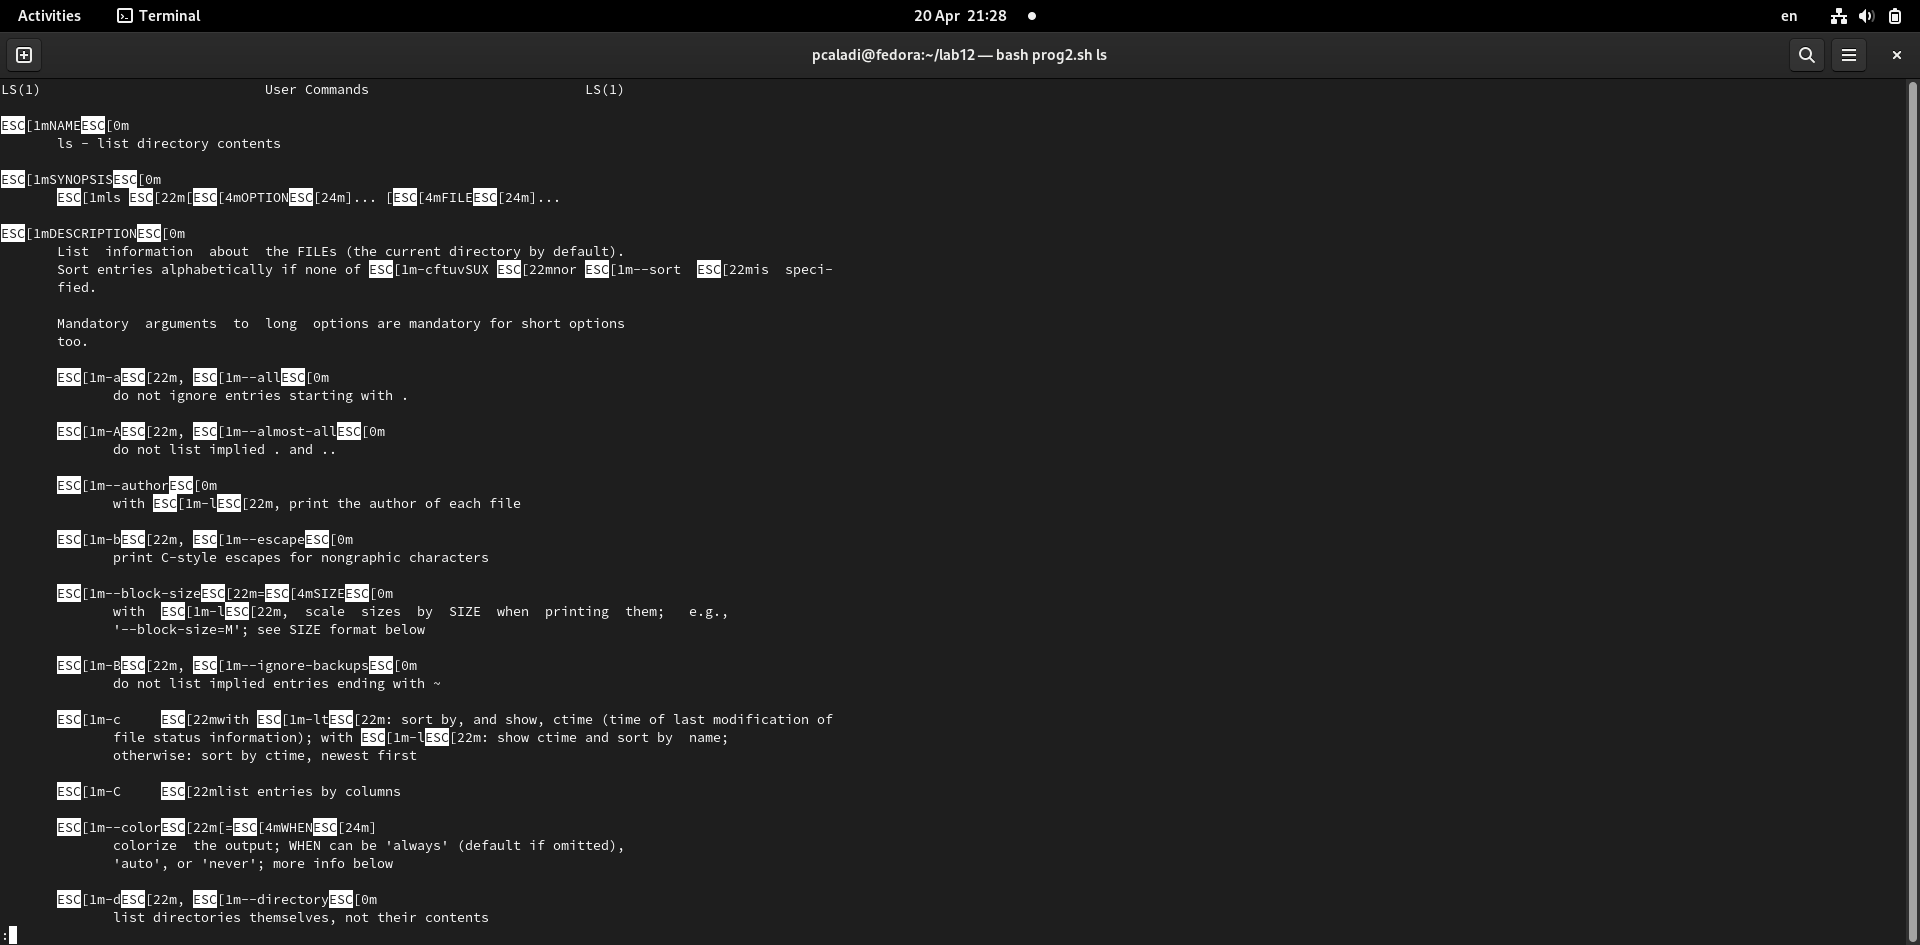 Activities Terminal 20 Apr 21:28 en
pcaladi@fedora:~/lab12 — bash prog2.sh ls
LS(1)                            User Commands                           LS(1)
ESC[1mNAMEESC[0m
       ls - list directory contents
ESC[1mSYNOPSISESC[0m
       ESC[1mls ESC[22m[ESC[4mOPTIONESC[24m]... [ESC[4mFILEESC[24m]...
ESC[1mDESCRIPTIONESC[0m
       List  information  about  the FILEs (the current directory by default).
       Sort entries alphabetically if none of ESC[1m-cftuvSUX ESC[22mnor ESC[1m--sort  ESC[22mis  speci-
       fied.
       Mandatory  arguments  to  long  options are mandatory for short options
       too.
       ESC[1m-aESC[22m, ESC[1m--allESC[0m
              do not ignore entries starting with .
       ESC[1m-AESC[22m, ESC[1m--almost-allESC[0m
              do not list implied . and ..
       ESC[1m--authorESC[0m
              with ESC[1m-lESC[22m, print the author of each file
       ESC[1m-bESC[22m, ESC[1m--escapeESC[0m
              print C-style escapes for nongraphic characters
       ESC[1m--block-sizeESC[22m=ESC[4mSIZEESC[0m
              with  ESC[1m-lESC[22m,  scale  sizes  by  SIZE  when  printing  them;   e.g.,
              '--block-size=M'; see SIZE format below
       ESC[1m-BESC[22m, ESC[1m--ignore-backupsESC[0m
              do not list implied entries ending with ~
       ESC[1m-c     ESC[22mwith ESC[1m-ltESC[22m: sort by, and show, ctime (time of last modification of
              file status information); with ESC[1m-lESC[22m: show ctime and sort by  name;
              otherwise: sort by ctime, newest first
       ESC[1m-C     ESC[22mlist entries by columns
       ESC[1m--colorESC[22m[=ESC[4mWHENESC[24m]
              colorize  the output; WHEN can be 'always' (default if omitted),
              'auto', or 'never'; more info below
       ESC[1m-dESC[22m, ESC[1m--directoryESC[0m
              list directories themselves, not their contents
: